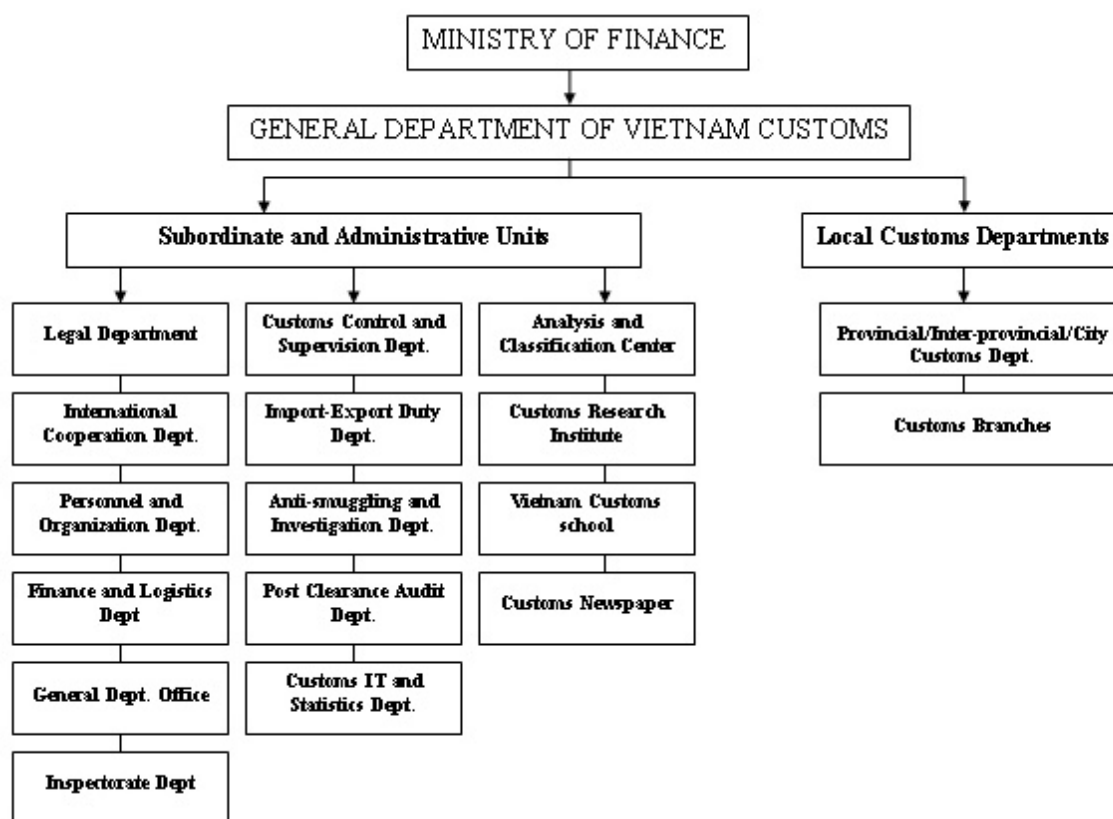 MINISTRY OF FINANCE
GENERAL DEPARTMENT OF VIETNAM CUSTOMS
Subordinate and Administrative Units
Local Customs Departments
Legal Department
International
Cooperation Dept.
Personnel and
Organization Dept.
Finance and Logistics
Dept
General Dept. Office
Inspectorate Dept
Customs Control and
Supervision Dept.
Import-Export Duty
Dept.
Anti-smuggling and
Investigation Dept.
Post Clearance Audit
Dept.
Customs IT and
Statistics Dept.
Analysis and
Classification Center
Customs Research
Institute
Vietnam Customs
school
Customs Newspaper
Provincial/Inter-provincial/City
Customs Dept.
Customs Branches